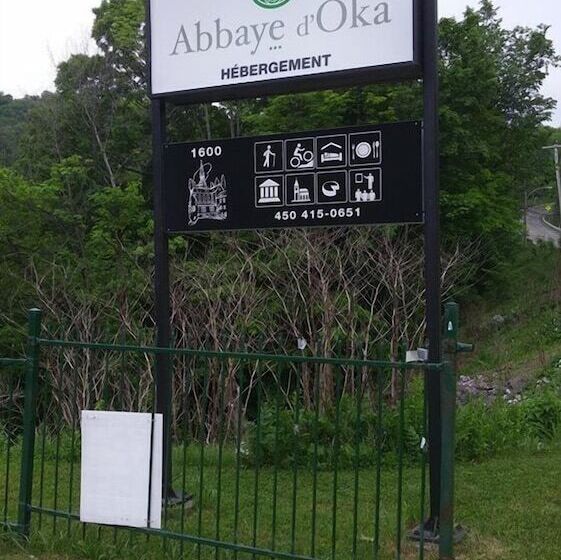 Abbaye d'Oka
HÉBERGEMENT
1600
450 415-0651